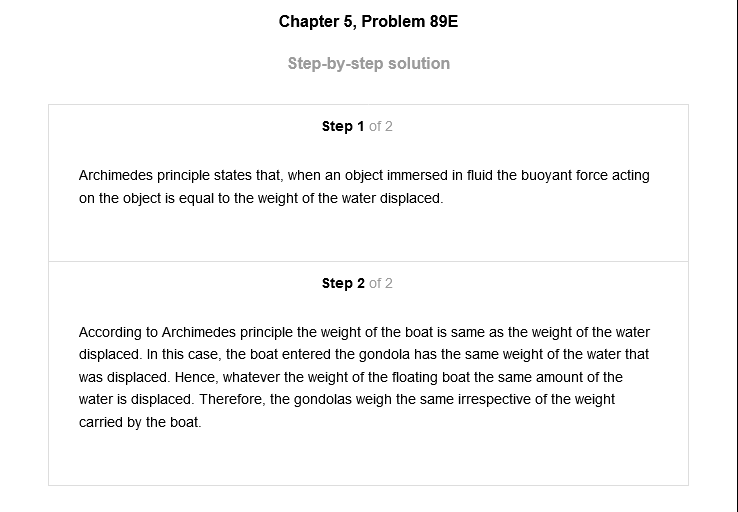 Chapter 5, Problem 89E
Step-by-step solution
Step 1 of 2
Archimedes principle states that, when an object immersed in fluid the buoyant force acting
on the object is equal to the weight of the water displaced.
Step 2 of 2
According to Archimedes principle the weight of the boat is same as the weight of the water
displaced. In this case, the boat entered the gondola has the same weight of the water that
was displaced. Hence, whatever the weight of the floating boat the same amount of the
water is displaced. Therefore, the gondolas weigh the same irrespective of the weight
carried by the boat.